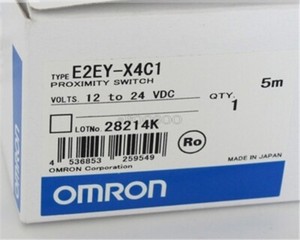 TYPE E2EY-X4C1
PROXIMITY SWITCH
5m
VOLTS. 12 to 24 VDC
QTY.
1
LOTNo. 28214K
4 536853 259549
Ro
OMRON Corporation
MADE IN JAPAN
OMRON
OMRON